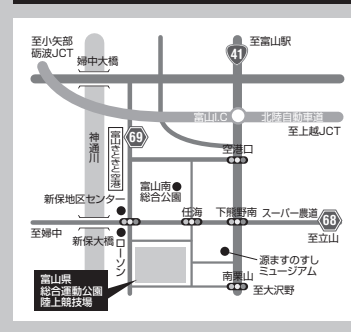 至小矢部
砺波JCT
婦中大橋
41
至富山駅
富山I.C
北陸自動車道
至上越JCT
神通川
富山きときと空港
69
空港口
富山南
総合公園
新保地区センター
任海
下熊野南
スーパー農道
68
至婦中
新保大橋
ローソン
至立山
源ますのすし
ミュージアム
富山県
総合運動公園
陸上競技場
南栗山
至大沢野